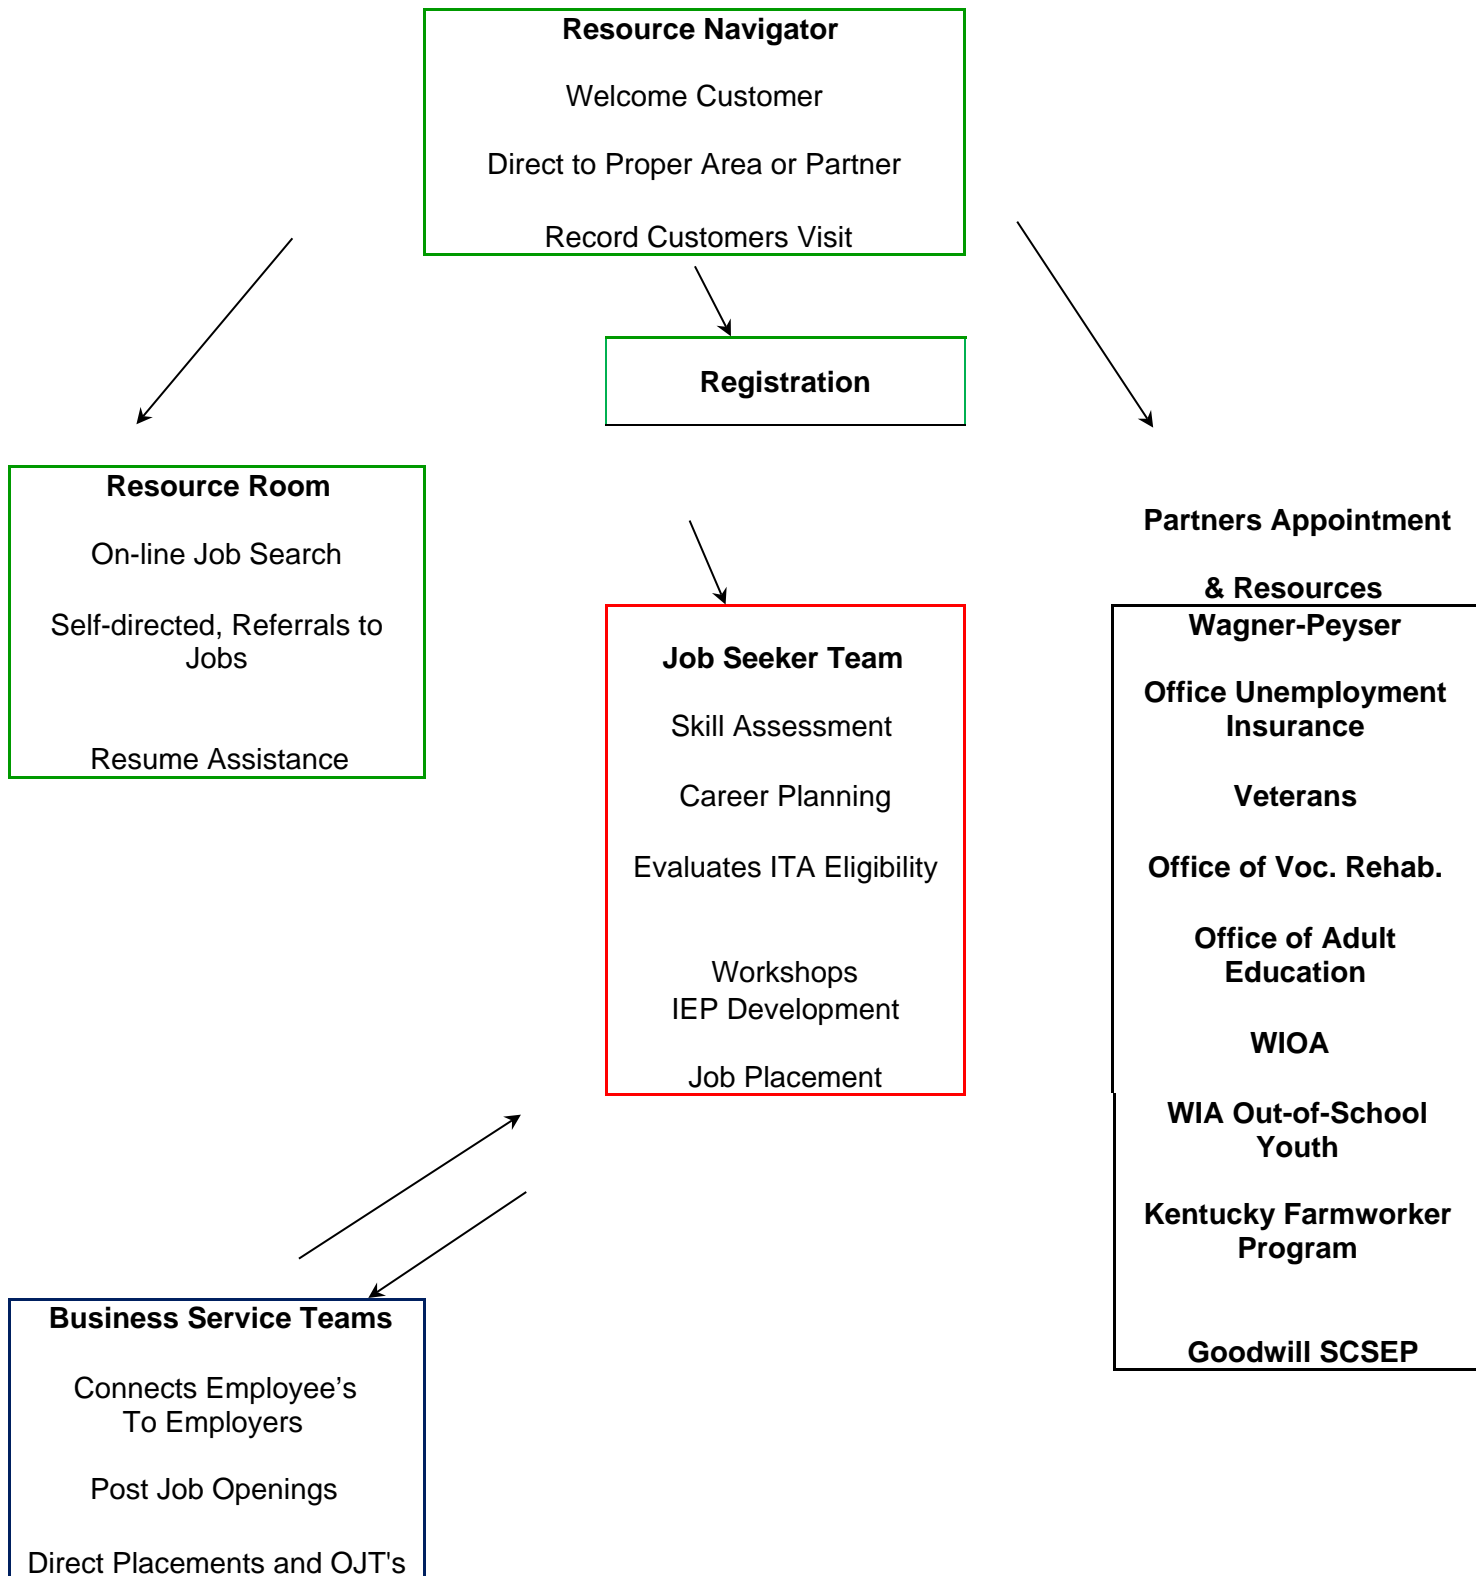 Resource Navigator
Welcome Customer
Direct to Proper Area or Partner
Record Customers Visit
Registration
Resource Room
On-line Job Search
Self-directed, Referrals to
Jobs
Resume Assistance
Job Seeker Team
Skill Assessment
Career Planning
Evaluates ITA Eligibility
Workshops
IEP Development
Job Placement
Partners Appointment
& Resources
Wagner-Peyser
Office Unemployment
Insurance
Veterans
Office of Voc. Rehab.
Office of Adult
Education
WIOA
WIA Out-of-School
Youth
Kentucky Farmworker
Program
Goodwill SCSEP
Business Service Teams
Connects Employee’s
To Employers
Post Job Openings
Direct Placements and OJT's